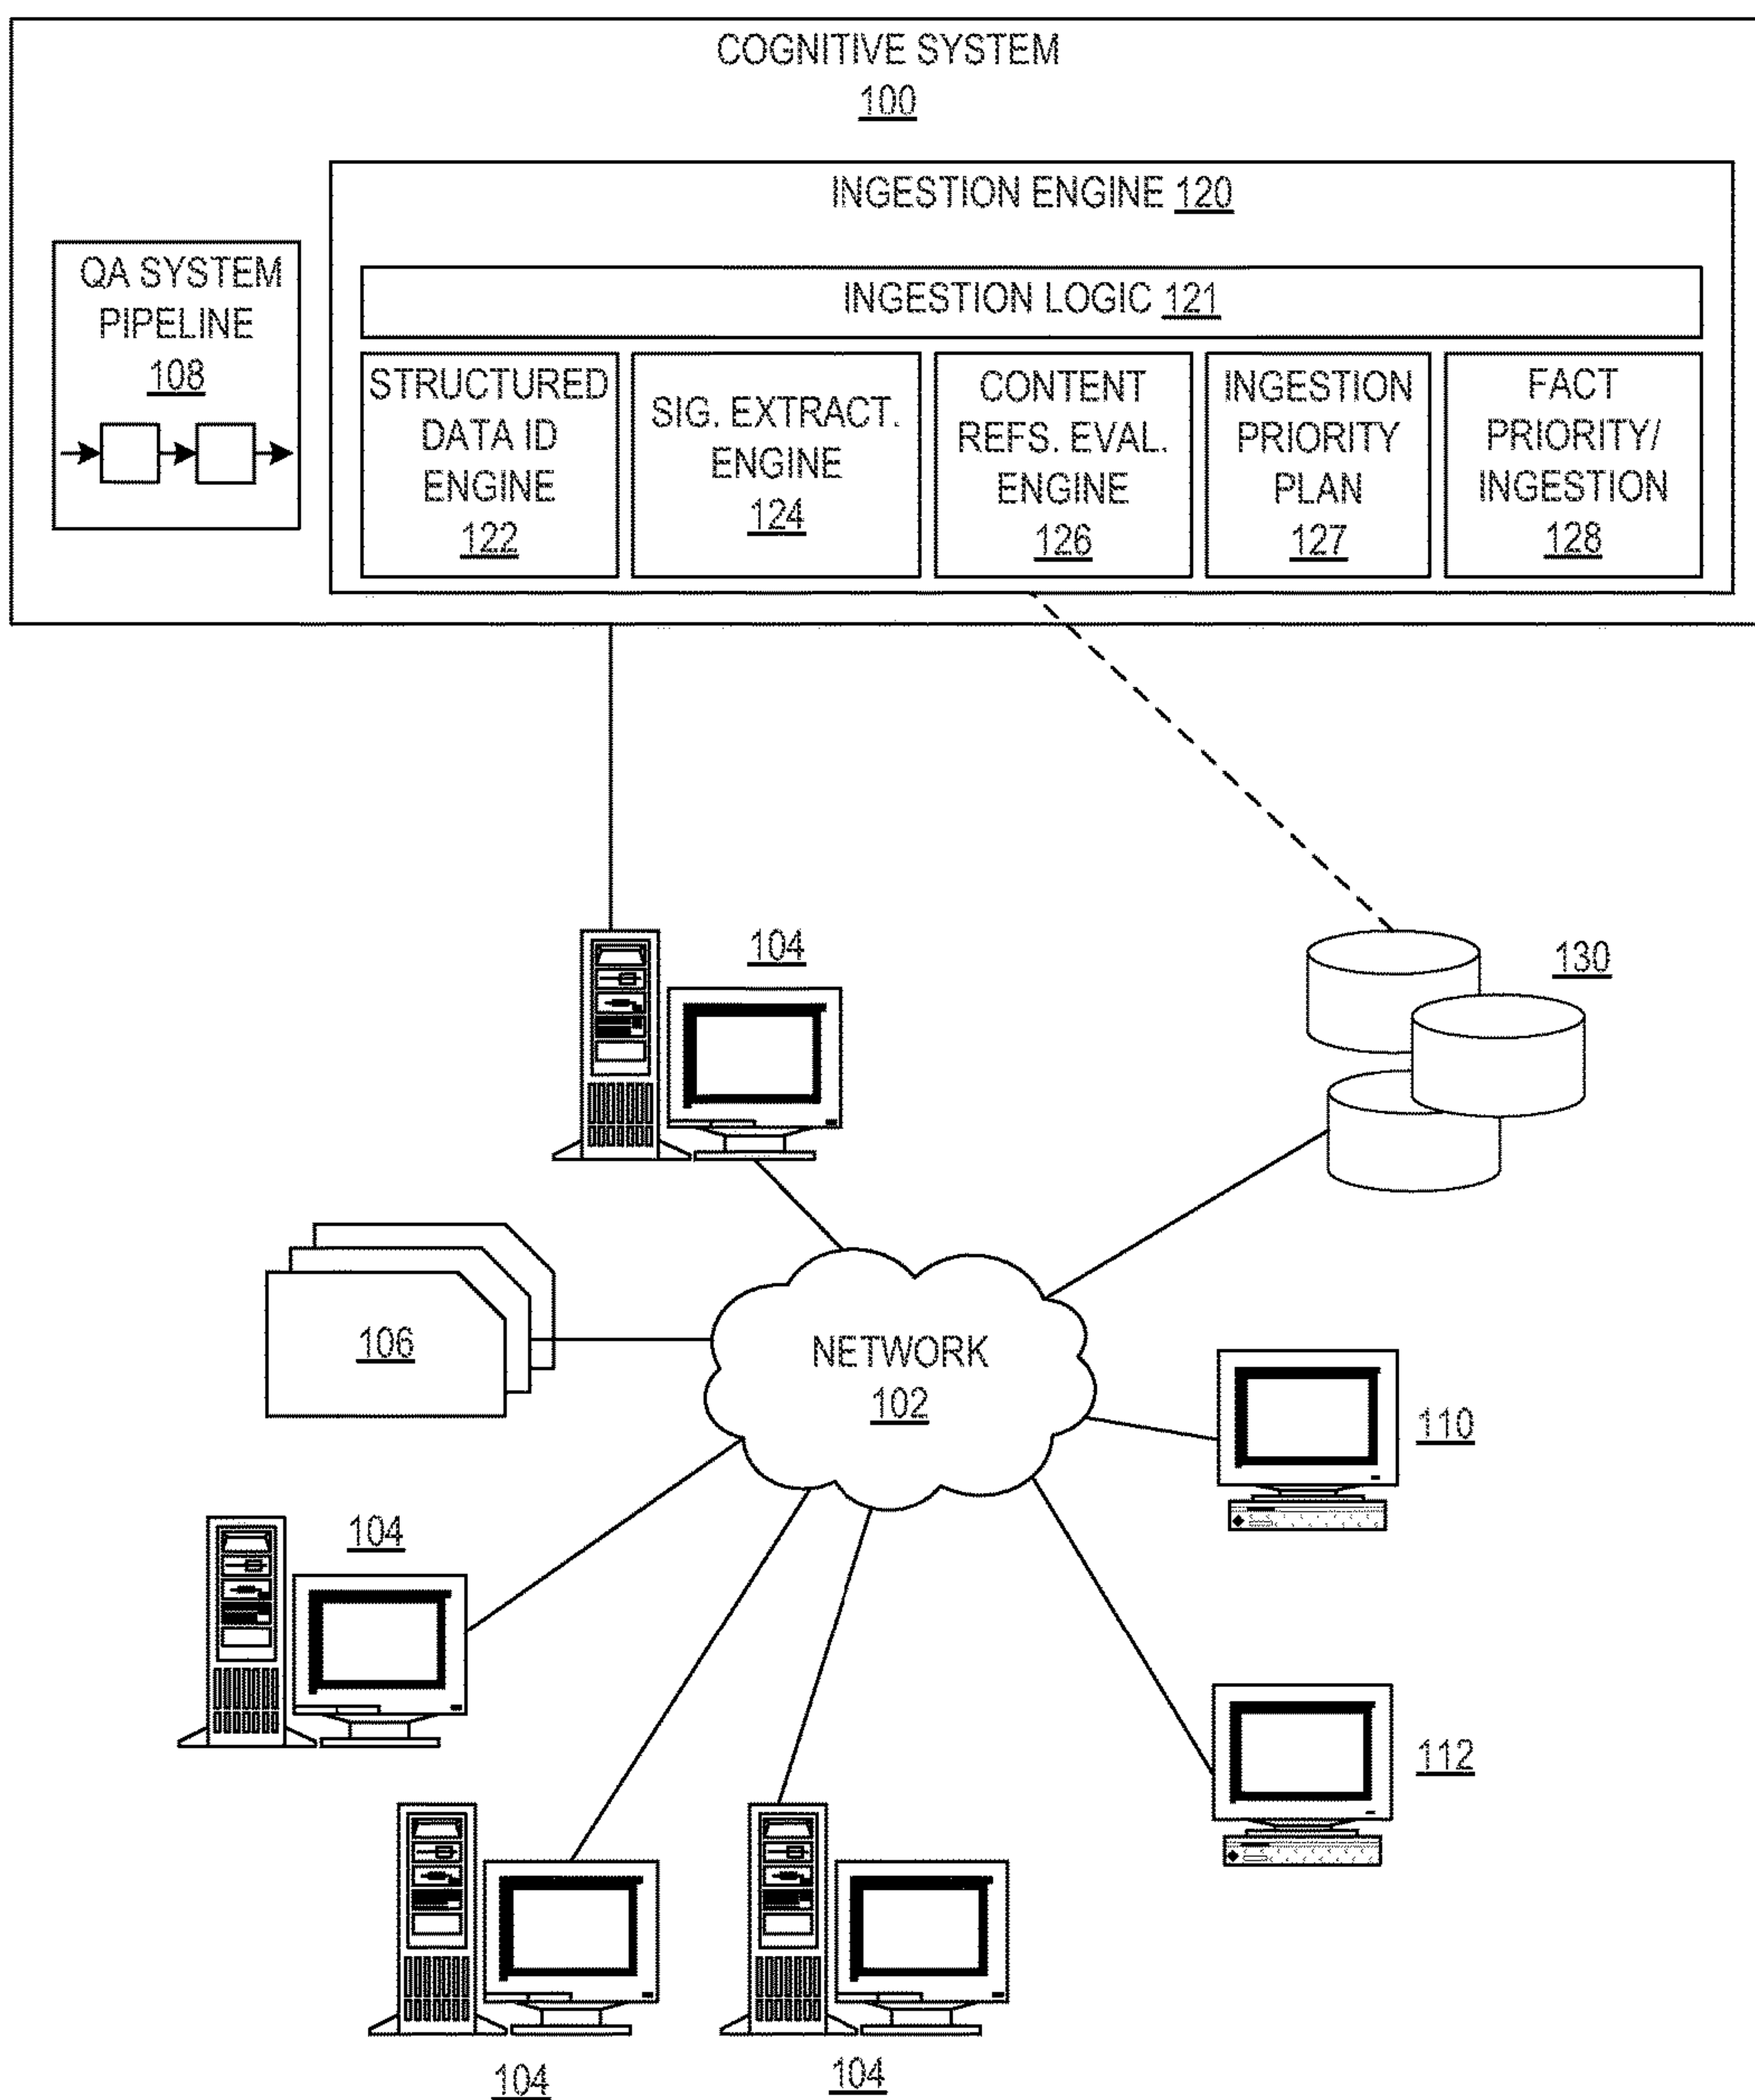 COGNITIVE SYSTEM
100
INGESTION ENGINE 120
QA SYSTEM
PIPELINE
108
INGESTION LOGIC 121
STRUCTURED
DATA ID
ENGINE
122
SIG. EXTRACT.
ENGINE
124
CONTENT
REFS. EVAL.
ENGINE
126
INGESTION
PRIORITY
PLAN
127
FACT
PRIORITY/
INGESTION
128
104
130
106
NETWORK
102
110
104
112
104
104